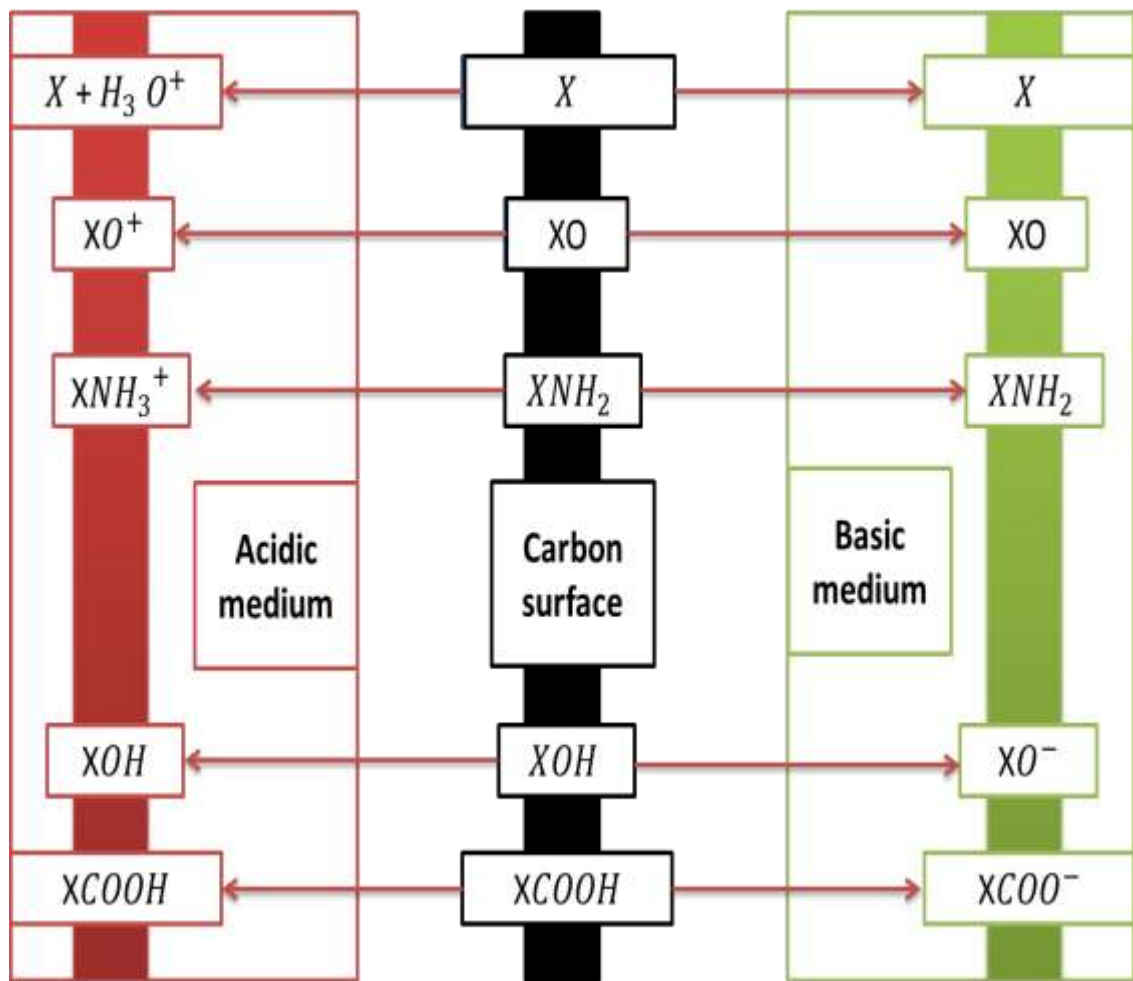 X + H₃ O⁺ X X
XO⁺ XO XO
XNH₃⁺ XNH₂ XNH₂
Acidic medium
Carbon surface
Basic medium
XOH XOH XO⁻
XCOOH XCOOH XCOO⁻